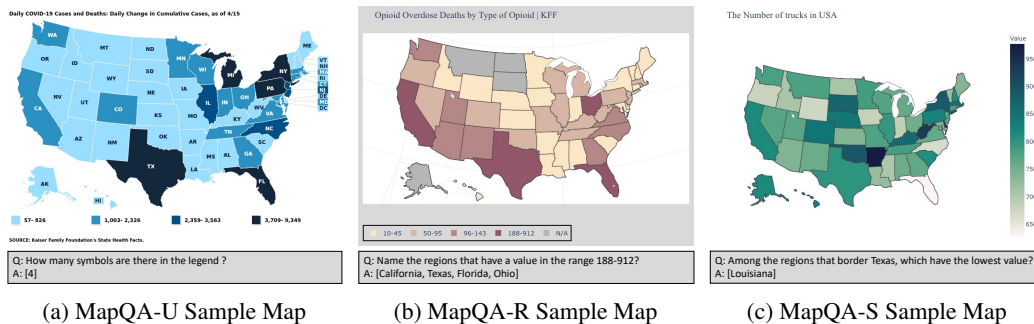 Daily COVID-19 Cases and Deaths: Daily Change in Cumulative Cases, as of 4/15
WA
OR
CA
NV
ID
MT
WY
UT
AZ
CO
NM
ND
SD
NE
KS
OK
TX
MN
IA
MO
AR
LA
WI
IL
MI
IN
OH
KY
TN
MS
AL
GA
FL
SC
NC
VA
WV
PA
NY
ME
VT
NH
MA
RI
NJ
DE
MD
DC
AK
HI
57- 826
1,003- 2,326
2,359- 3,563
3,709- 9,349
SOURCE: Kaiser Family Foundation's State Health Facts.
Q: How many symbols are there in the legend ?
A: [4]
(a) MapQA-U Sample Map
Opioid Overdose Deaths by Type of Opioid | KFF
10-45
50-95
96-143
188-912
N/A
Q: Name the regions that have a value in the range 188-912?
A: [California, Texas, Florida, Ohio]
(b) MapQA-R Sample Map
The Number of trucks in USA
Value
Q: Among the regions that border Texas, which have the lowest value?
A: [Louisiana]
(c) MapQA-S Sample Map